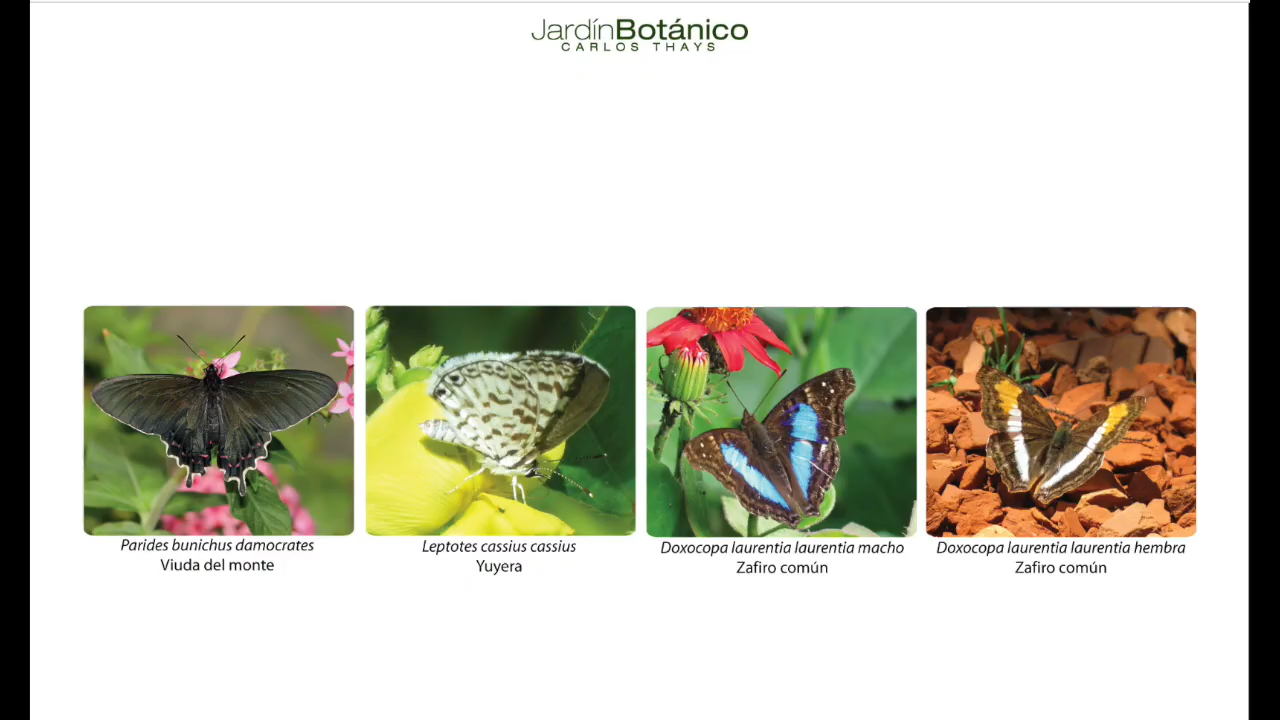 JardínBotánico
CARLOS THAYS
Parides bunichus damocrates
Viuda del monte
Leptotes cassius cassius
Yuyera
Doxocopa laurentia laurentia macho
Zafiro común
Doxocopa laurentia laurentia hembra
Zafiro común